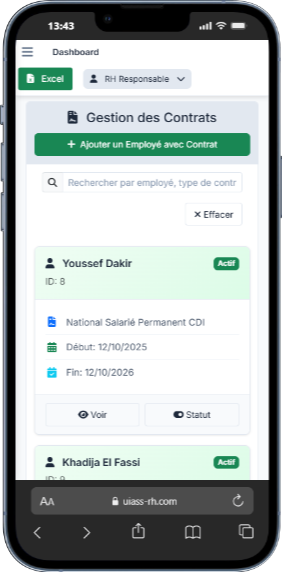 13:43
Dashboard
Excel
RH Responsable
Gestion des Contrats
+ Ajouter un Employé avec Contrat
Rechercher par employé, type de contr
× Effacer
Youssef Dakir
Actif
ID: 8
National Salarié Permanent CDI
Début: 12/10/2025
Fin: 12/10/2026
Voir
Statut
Khadija El Fassi
Actif
ID: 9
AA
uiass-rh.com